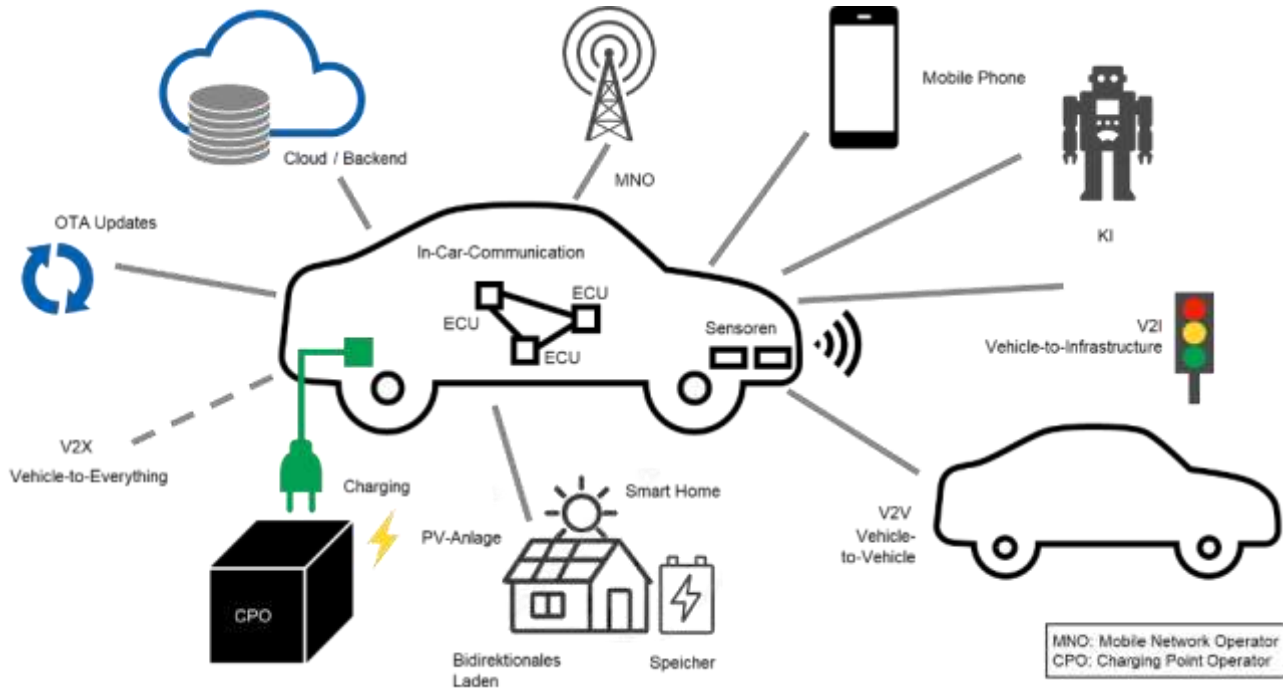 Cloud / Backend
MNO
Mobile Phone
KI
OTA Updates
In-Car-Communication
ECU
ECU
ECU
Sensoren
V2I
Vehicle-to-Infrastructure
V2X
Vehicle-to-Everything
Charging
CPO
PV-Anlage
Smart Home
Bidirektionales
Laden
Speicher
V2V
Vehicle-
to-Vehicle
MNO: Mobile Network Operator
CPO: Charging Point Operator